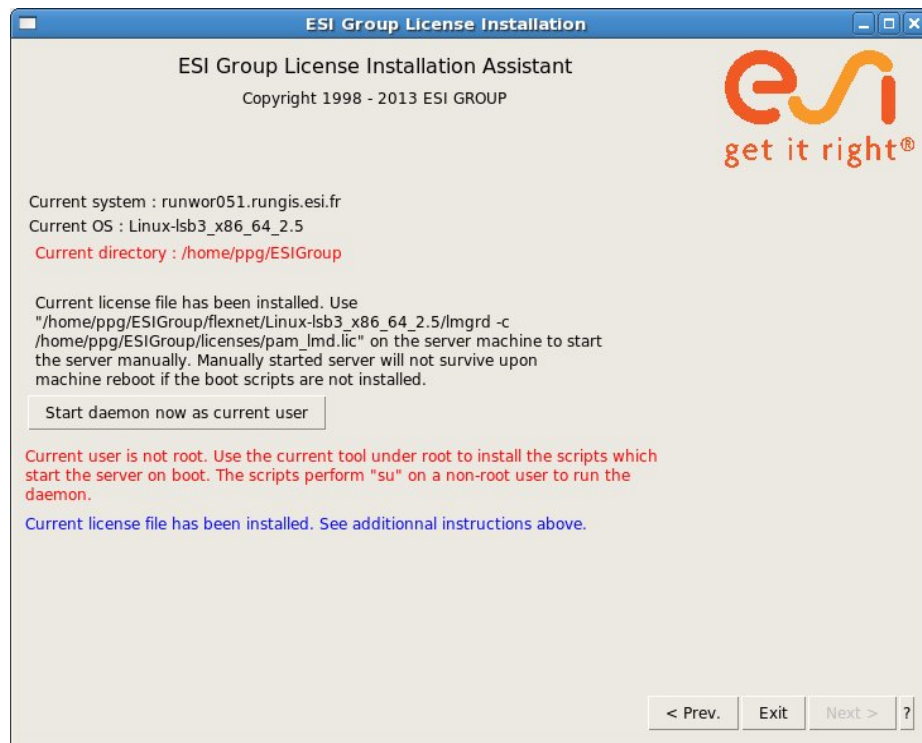 ESI Group License Installation
ESI Group License Installation Assistant
Copyright 1998 - 2013 ESI GROUP
esi
get it right®
Current system : runwor051.rungis.esi.fr
Current OS : Linux-lsb3_x86_64_2.5
Current directory : /home/ppg/ESIGroup
Current license file has been installed. Use
"/home/ppg/ESIGroup/flexnet/Linux-lsb3_x86_64_2.5/lmgrd -c
/home/ppg/ESIGroup/licenses/pam_lmd.lic" on the server machine to start
the server manually. Manually started server will not survive upon
machine reboot if the boot scripts are not installed.
Start daemon now as current user
Current user is not root. Use the current tool under root to install the scripts which
start the server on boot. The scripts perform "su" on a non-root user to run the
daemon.
Current license file has been installed. See additionnal instructions above.
< Prev. Exit Next > ?